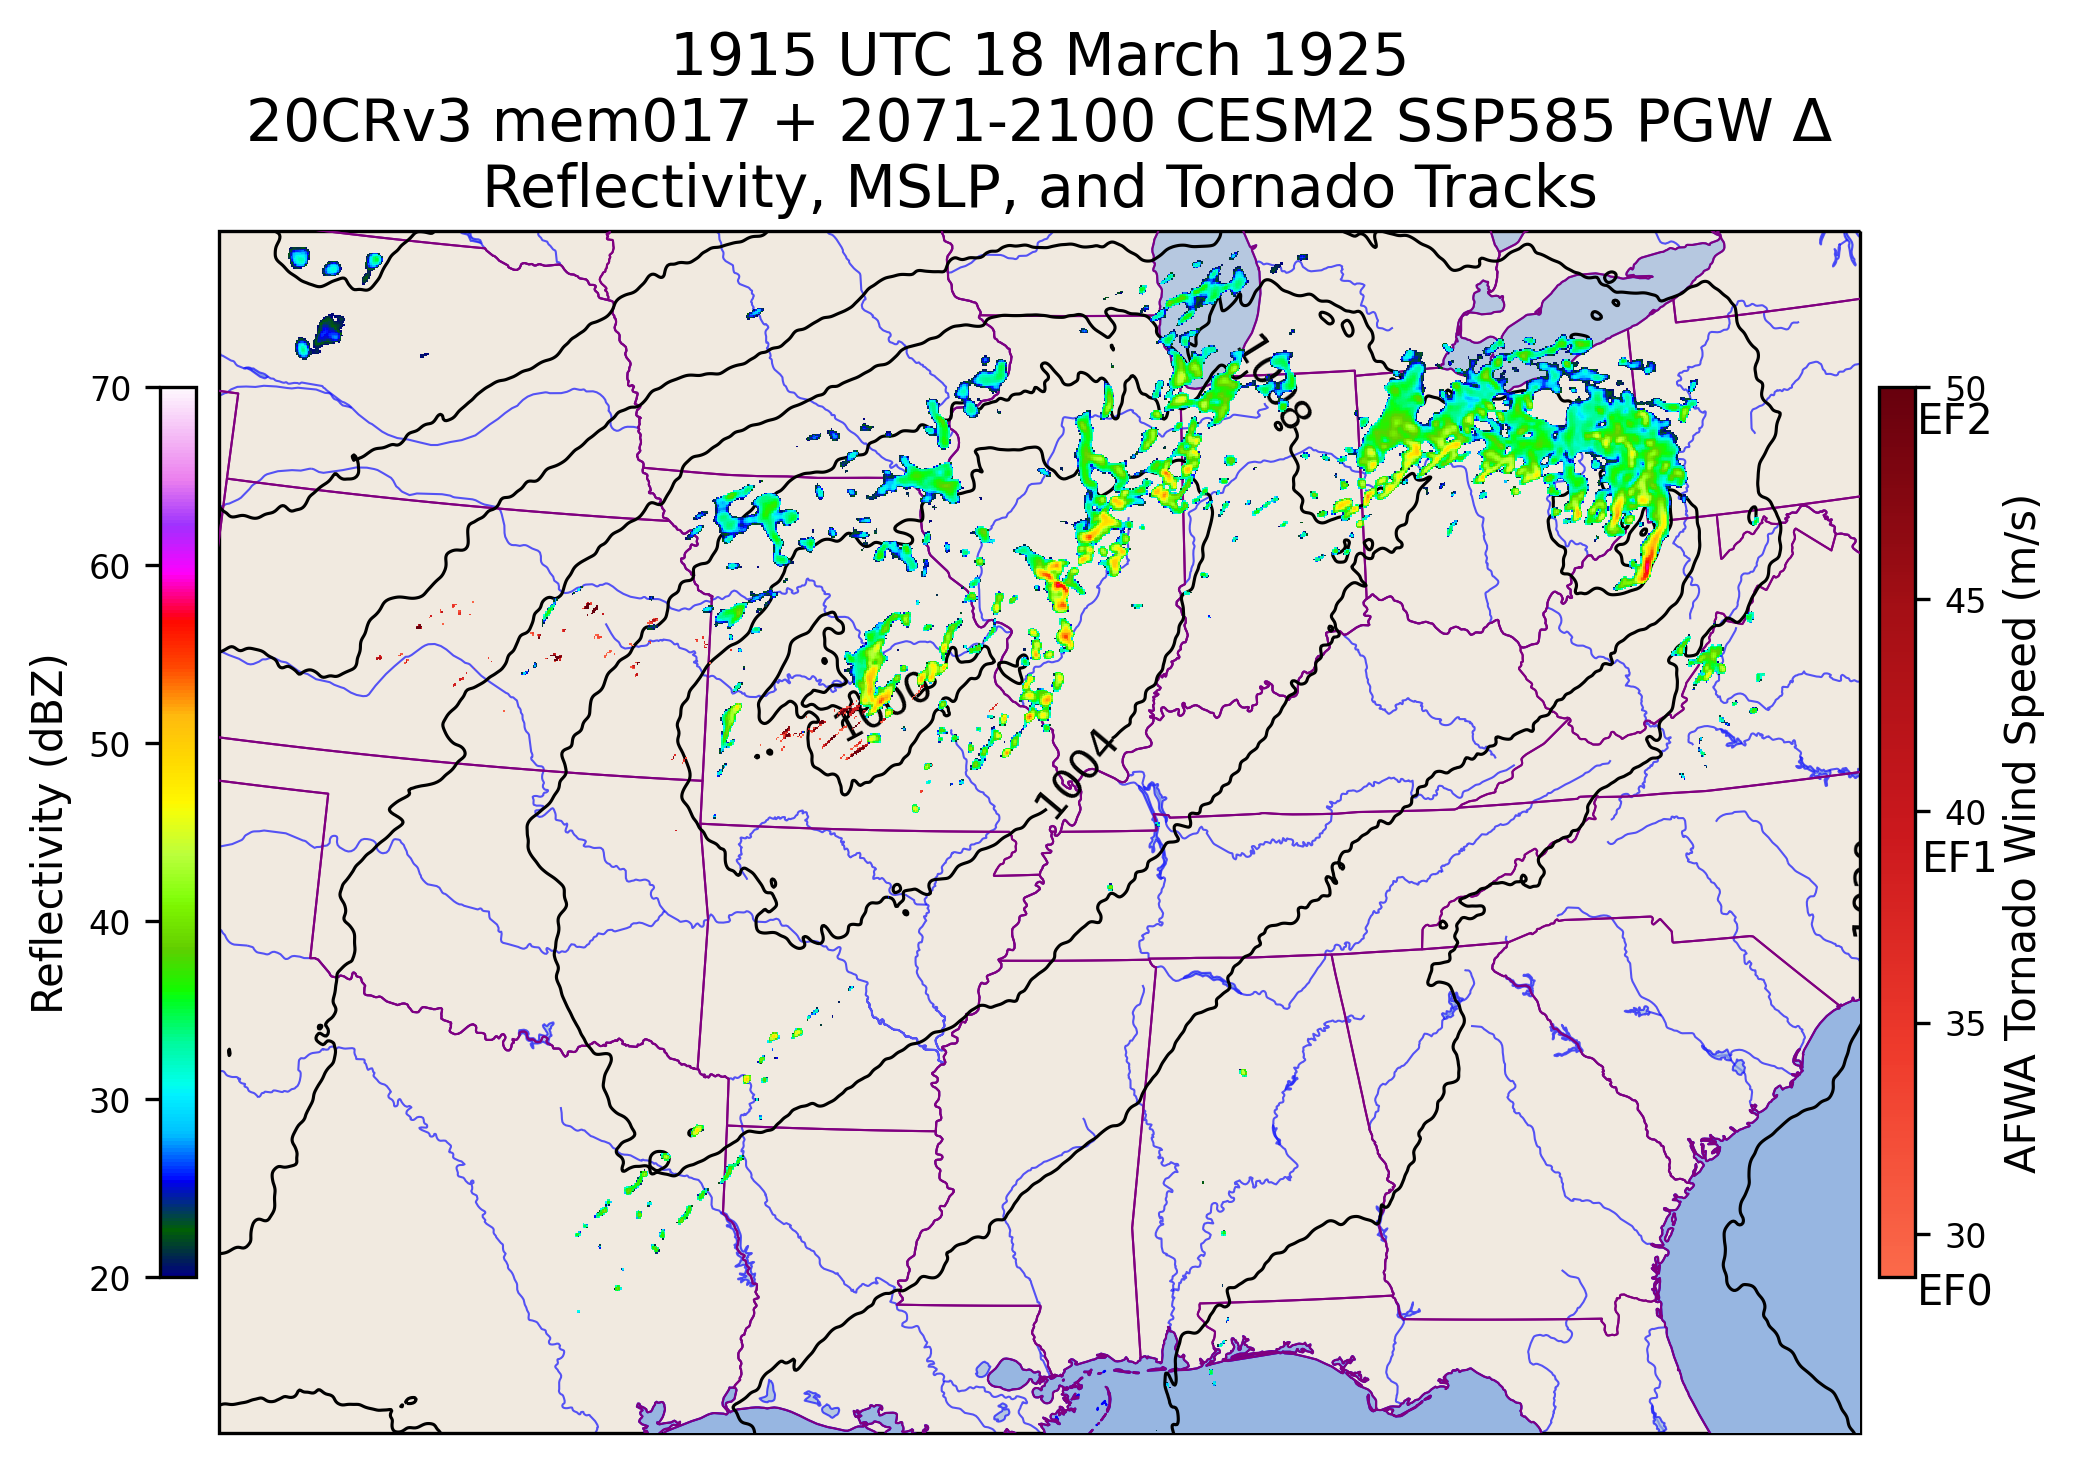 1915 UTC 18 March 1925
20CRv3 mem017 + 2071-2100 CESM2 SSP585 PGW Δ
Reflectivity, MSLP, and Tornado Tracks
70
60
50
40
30
20
Reflectivity (dBZ)
1008
1000
1004
50
EF2
45
40
EF1
35
30
EF0
AFWA Tornado Wind Speed (m/s)